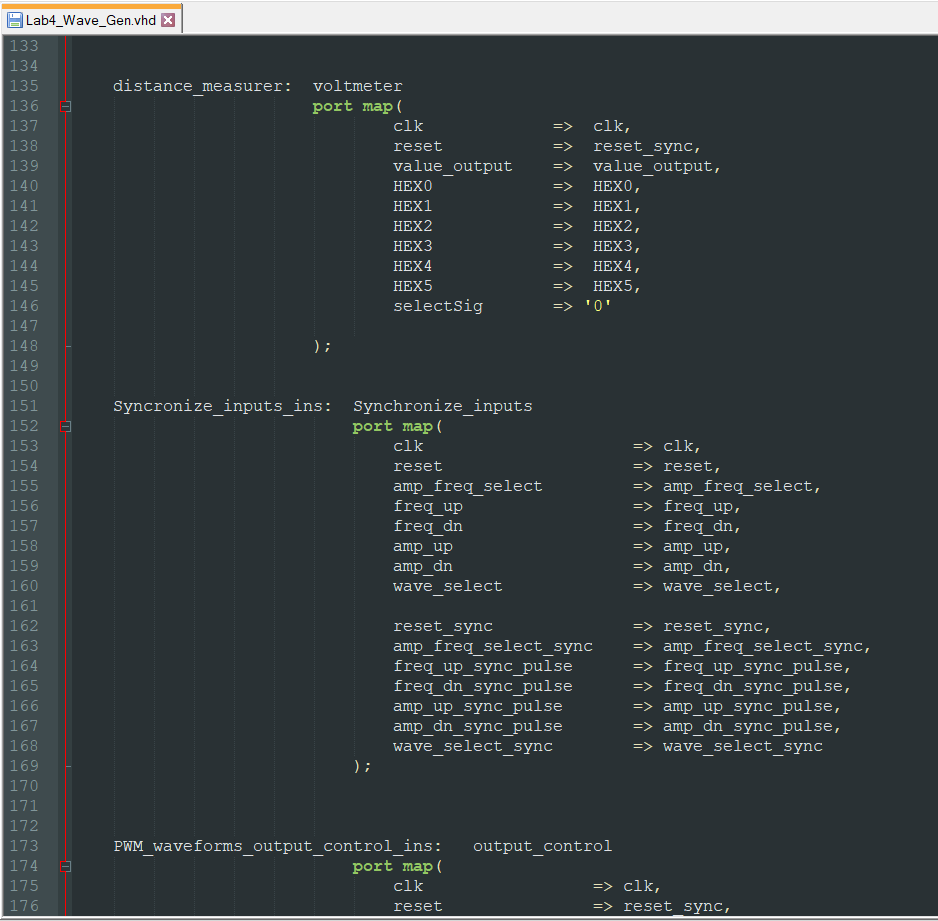 Lab4_Wave_Gen.vhd
133
134
135 distance_measurer: voltmeter
136 port map(
137 clk => clk,
138 reset => reset_sync,
139 value_output => value_output,
140 HEX0 => HEX0,
141 HEX1 => HEX1,
142 HEX2 => HEX2,
143 HEX3 => HEX3,
144 HEX4 => HEX4,
145 HEX5 => HEX5,
146 selectSig => '0'
147
148 );
149
150
151 Syncronize_inputs_ins: Synchronize_inputs
152 port map(
153 clk => clk,
154 reset => reset,
155 amp_freq_select => amp_freq_select,
156 freq_up => freq_up,
157 freq_dn => freq_dn,
158 amp_up => amp_up,
159 amp_dn => amp_dn,
160 wave_select => wave_select,
161
162 reset_sync => reset_sync,
163 amp_freq_select_sync => amp_freq_select_sync,
164 freq_up_sync_pulse => freq_up_sync_pulse,
165 freq_dn_sync_pulse => freq_dn_sync_pulse,
166 amp_up_sync_pulse => amp_up_sync_pulse,
167 amp_dn_sync_pulse => amp_dn_sync_pulse,
168 wave_select_sync => wave_select_sync
169 );
170
171
172
173 PWM_waveforms_output_control_ins: output_control
174 port map(
175 clk => clk,
176 reset => reset_sync,